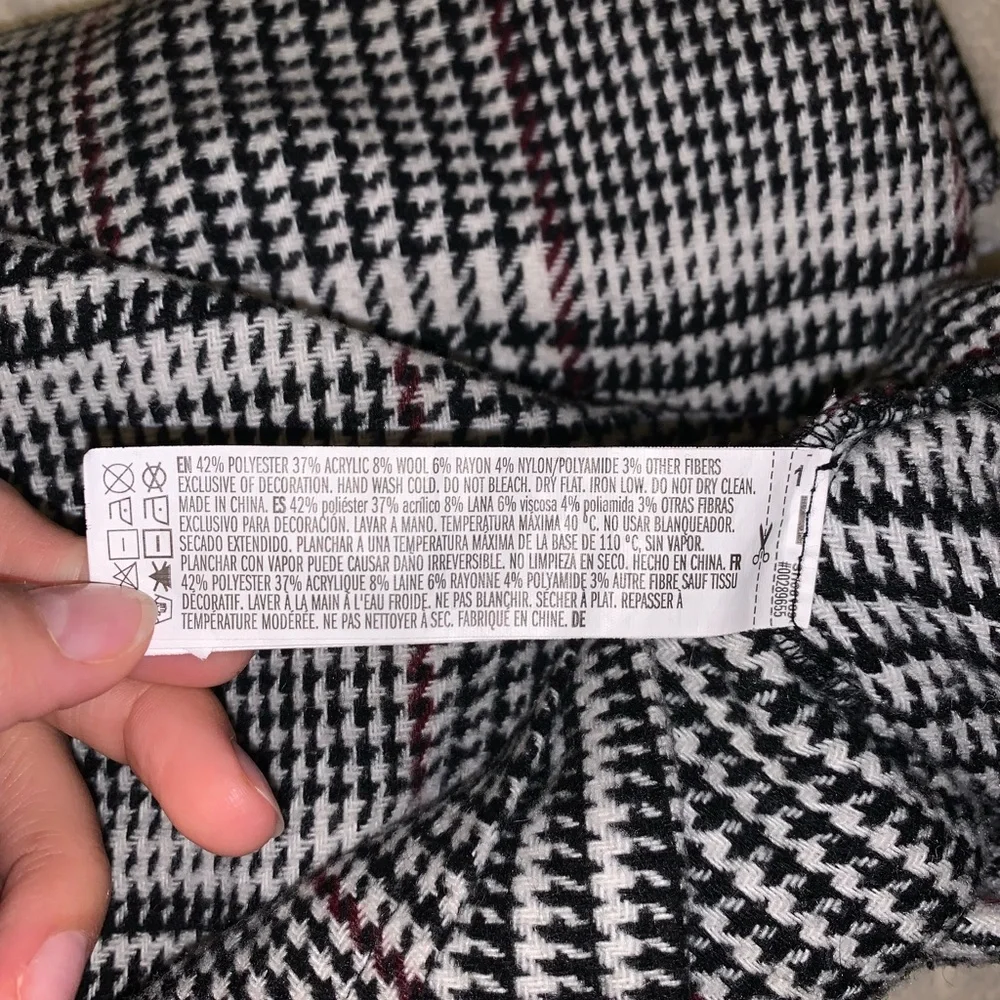 EN 42% POLYESTER 37% ACRYLIC 8% WOOL 6% RAYON 4% NYLON/POLYAMIDE 3% OTHER FIBERS
EXCLUSIVE OF DECORATION. HAND WASH COLD. DO NOT BLEACH. DRY FLAT. IRON LOW. DO NOT DRY CLEAN.
MADE IN CHINA. ES 42% poliéster 37% acrílico 8% LANA 6% viscosa 4% poliamida 3% OTRAS FIBRAS
EXCLUSIVO PARA DECORACIÓN. LAVAR A MANO. TEMPERATURA MÁXIMA 40 ºC. NO USAR BLANQUEADOR.
SECADO EXTENDIDO. PLANCHAR A UNA TEMPERATURA MÁXIMA DE LA BASE DE 110 ºC, SIN VAPOR.
PLANCHAR CON VAPOR PUEDE CAUSAR DAÑO IRREVERSIBLE. NO LIMPIEZA EN SECO. HECHO EN CHINA. FR
42% POLYESTER 37% ACRYLIQUE 8% LAINE 6% RAYONNE 4% POLYAMIDE 3% AUTRE FIBRE SAUF TISSU
DÉCORATIF. LAVER À LA MAIN À L'EAU FROIDE. NE PAS BLANCHIR. SÉCHER À PLAT. REPASSER À
TEMPÉRATURE MODÉRÉE. NE PAS NETTOYER À SEC. FABRIQUÉ EN CHINE. DE
#00289655